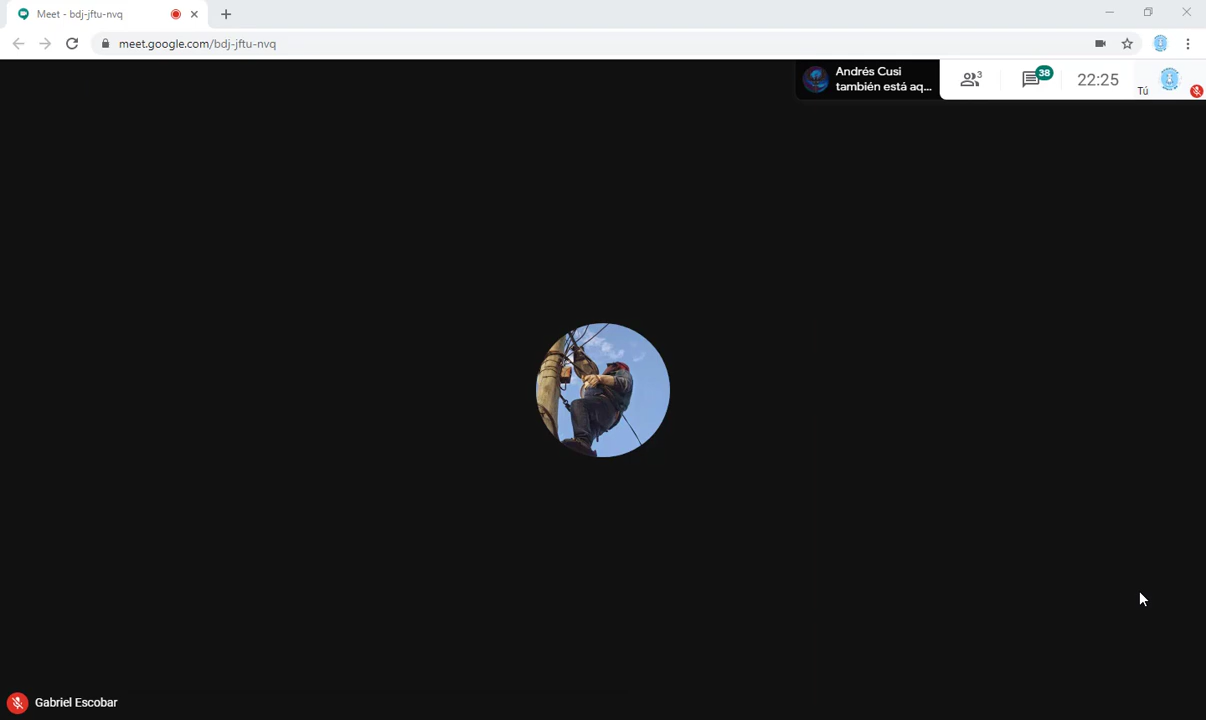 Meet - bdj-jftu-nvq
meet.google.com/bdj-jftu-nvq
Andrés Cusi
también está aq...
3
38
22:25
Tú
Gabriel Escobar